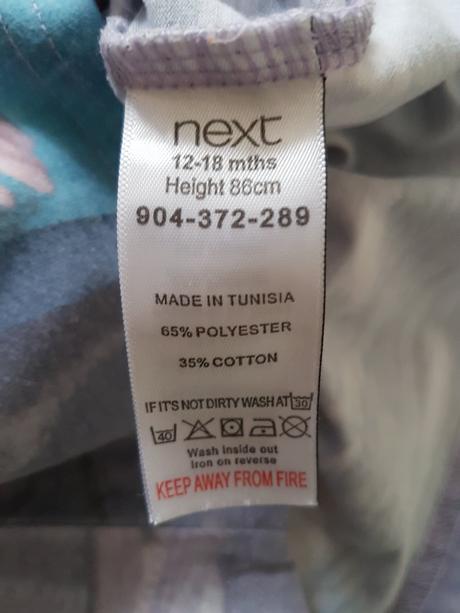 next
12-18 mths
Height 86cm
904-372-289
MADE IN TUNISIA
65% POLYESTER
35% COTTON
IF IT'S NOT DIRTY WASH AT 30
40
Wash inside out
Iron on reverse
KEEP AWAY FROM FIRE